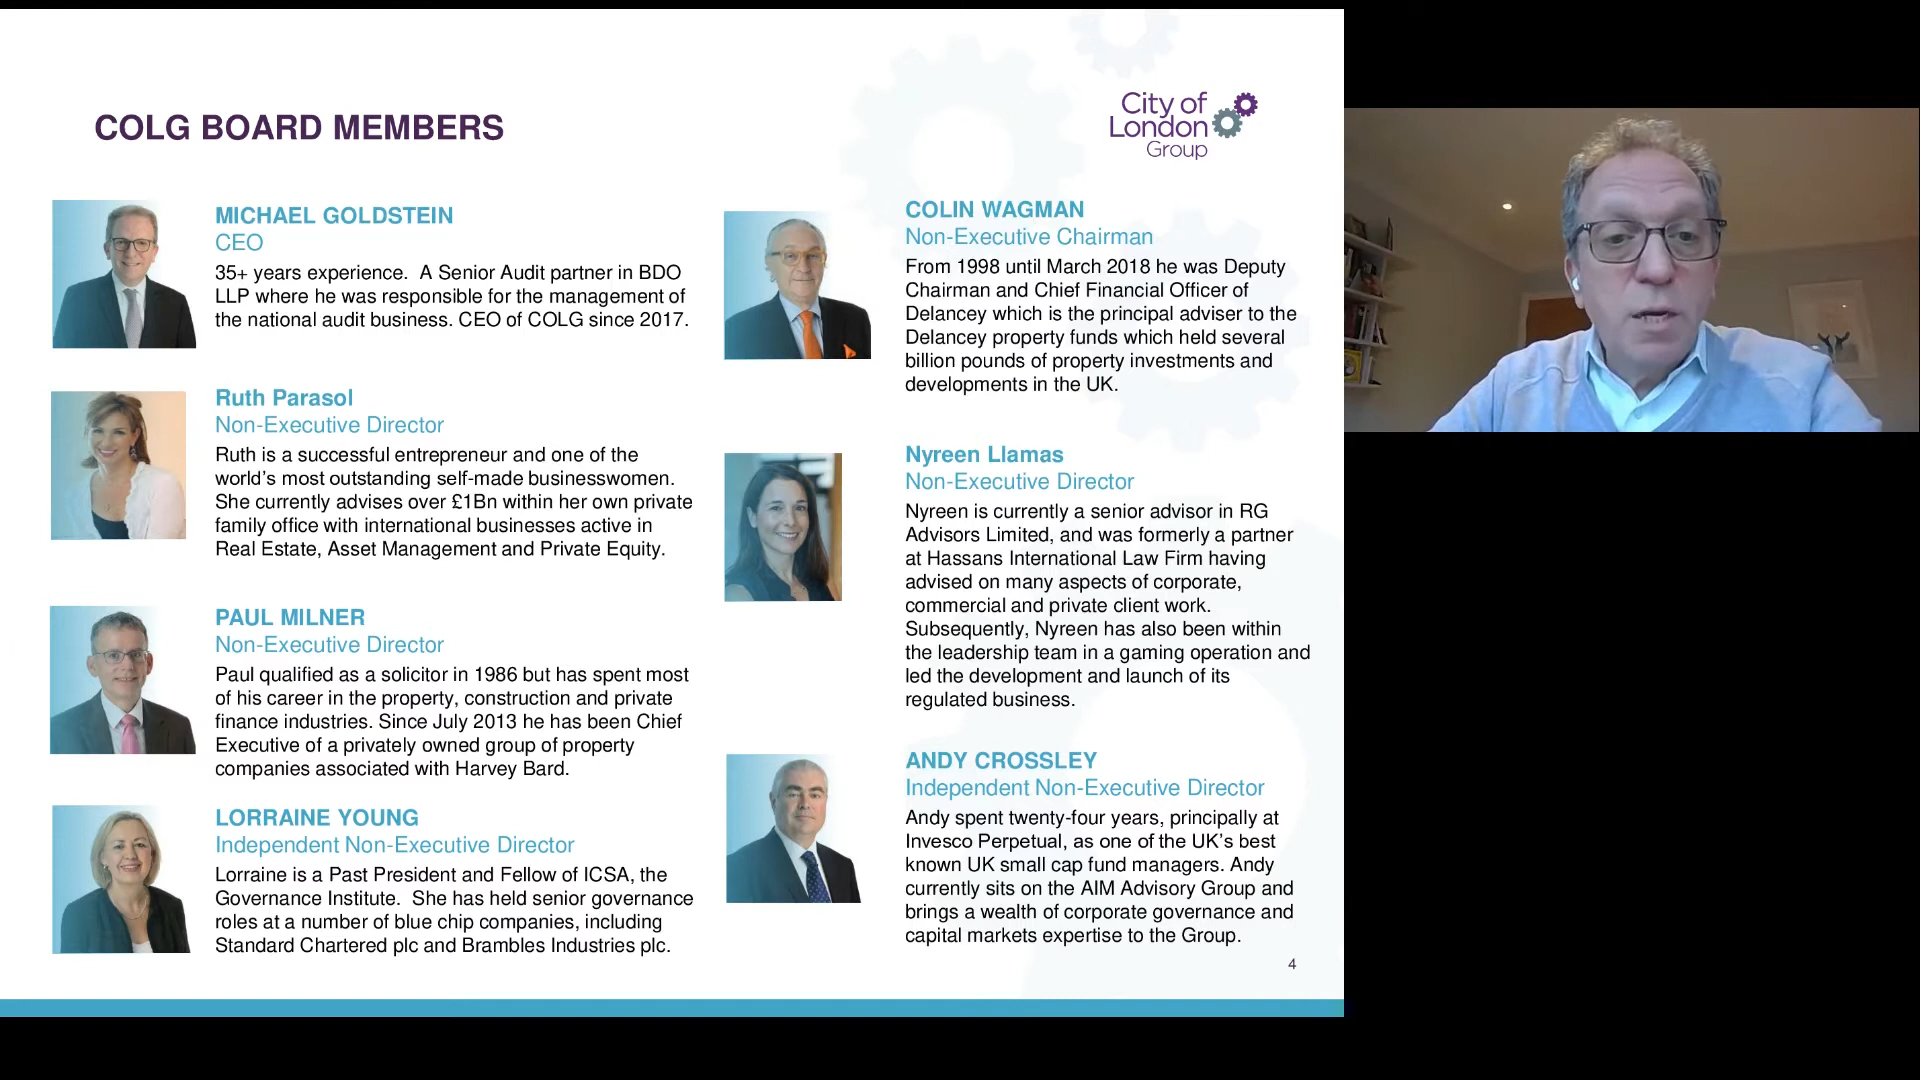 COLG BOARD MEMBERS
City of
London
Group
MICHAEL GOLDSTEIN
CEO
35+ years experience. A Senior Audit partner in BDO
LLP where he was responsible for the management of
the national audit business. CEO of COLG since 2017.
Ruth Parasol
Non-Executive Director
Ruth is a successful entrepreneur and one of the
world's most outstanding self-made businesswomen.
She currently advises over £1Bn within her own private
family office with international businesses active in
Real Estate, Asset Management and Private Equity.
PAUL MILNER
Non-Executive Director
Paul qualified as a solicitor in 1986 but has spent most
of his career in the property, construction and private
finance industries. Since July 2013 he has been Chief
Executive of a privately owned group of property
companies associated with Harvey Bard.
LORRAINE YOUNG
Independent Non-Executive Director
Lorraine is a Past President and Fellow of ICSA, the
Governance Institute. She has held senior governance
roles at a number of blue chip companies, including
Standard Chartered plc and Brambles Industries plc.
COLIN WAGMAN
Non-Executive Chairman
From 1998 until March 2018 he was Deputy
Chairman and Chief Financial Officer of
Delancey which is the principal adviser to the
Delancey property funds which held several
billion pounds of property investments and
developments in the UK.
Nyreen Llamas
Non-Executive Director
Nyreen is currently a senior advisor in RG
Advisors Limited, and was formerly a partner
at Hassans International Law Firm having
advised on many aspects of corporate,
commercial and private client work.
Subsequently, Nyreen has also been within
the leadership team in a gaming operation and
led the development and launch of its
regulated business.
ANDY CROSSLEY
Independent Non-Executive Director
Andy spent twenty-four years, principally at
Invesco Perpetual, as one of the UK's best
known UK small cap fund managers. Andy
currently sits on the AIM Advisory Group and
brings a wealth of corporate governance and
capital markets expertise to the Group.
4